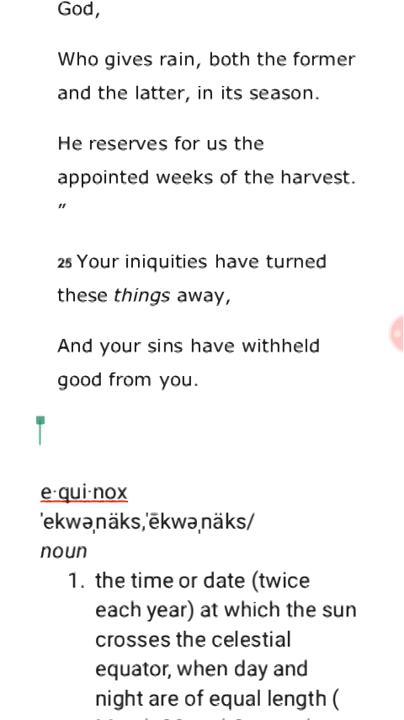 God,
Who gives rain, both the former
and the latter, in its season.
He reserves for us the
appointed weeks of the harvest.
”
25 Your iniquities have turned
these things away,
And your sins have withheld
good from you.
e·qui·nox
ˈekwəˌnäks,ˈēkwəˌnäks/
noun
1. the time or date (twice
each year) at which the sun
crosses the celestial
equator, when day and
night are of equal length (